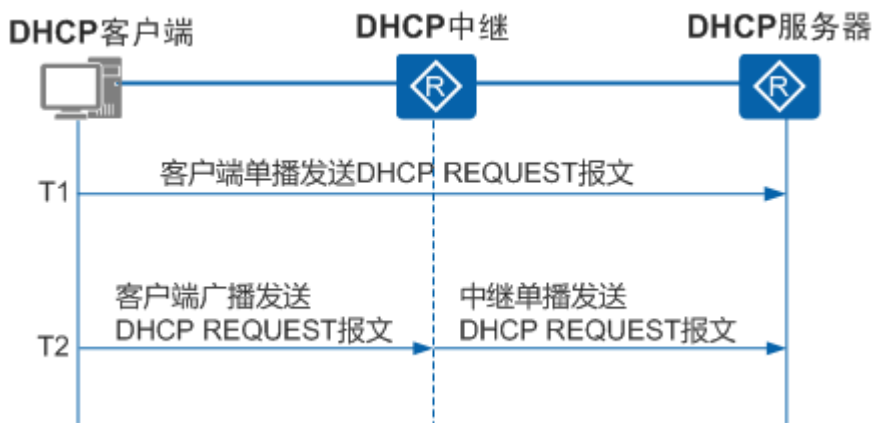 DHCP客户端
DHCP中继
DHCP服务器
R
R
T1
客户端单播发送DHCP REQUEST报文
客户端广播发送
DHCP REQUEST报文
中继单播发送
DHCP REQUEST报文
T2